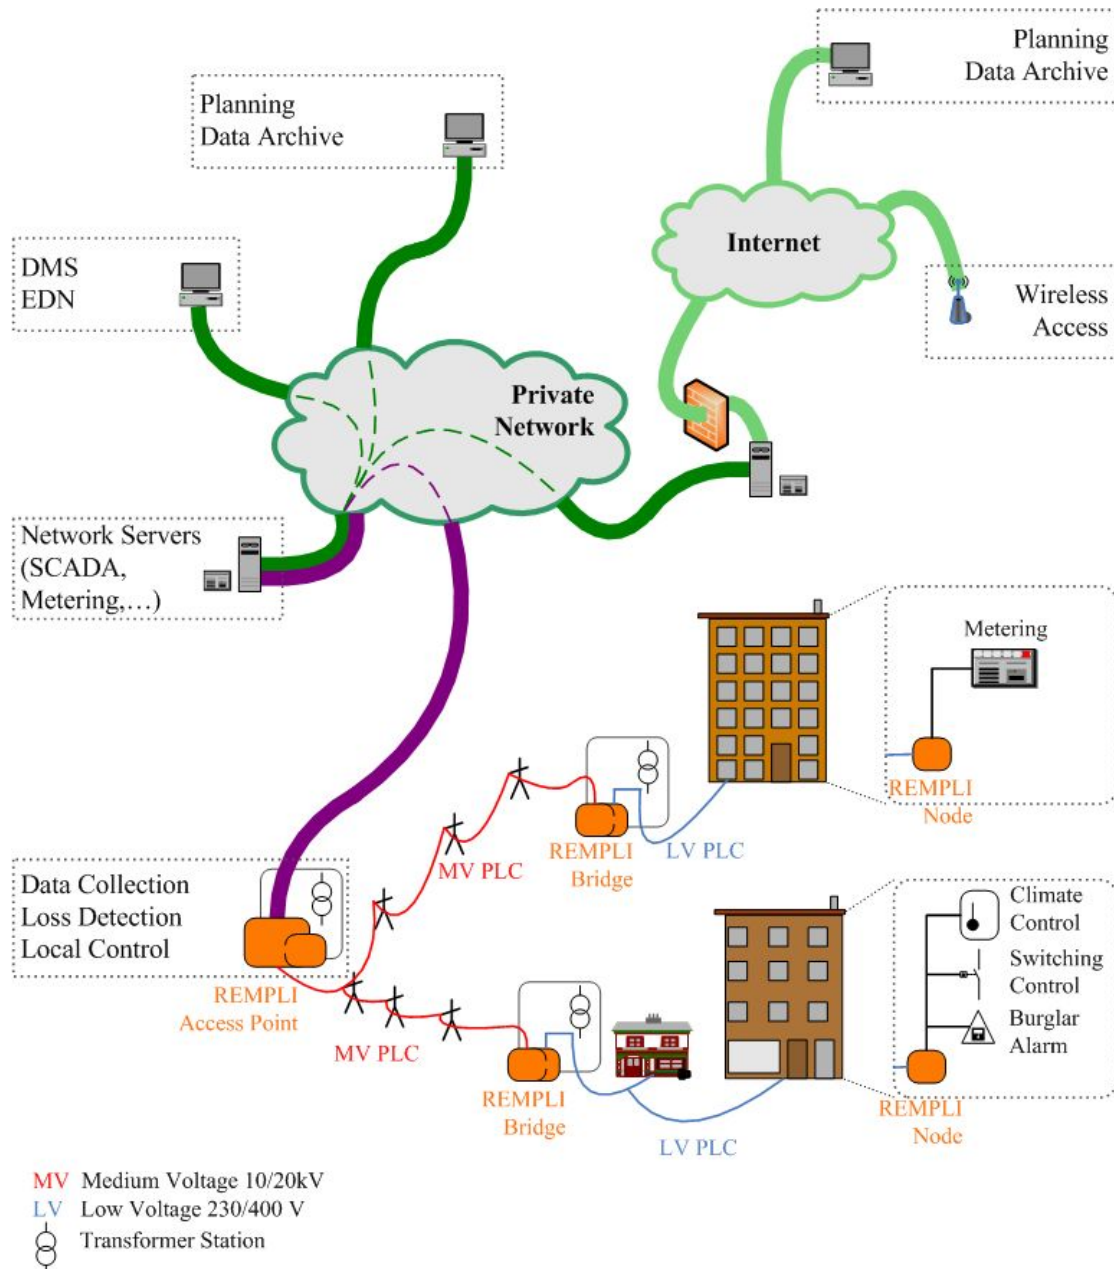 Planning
Data Archive
Planning
Data Archive
DMS
EDN
Internet
Wireless
Access
Private
Network
Network Servers
(SCADA,
Metering,...)
Metering
REMPLI
Node
MV PLC
REMPLI
Bridge
LV PLC
Data Collection
Loss Detection
Local Control
REMPLI
Access Point
MV PLC
REMPLI
Bridge
LV PLC
Climate
Control
Switching
Control
Burglar
Alarm
REMPLI
Node
MV Medium Voltage 10/20kV
LV Low Voltage 230/400 V
Transformer Station